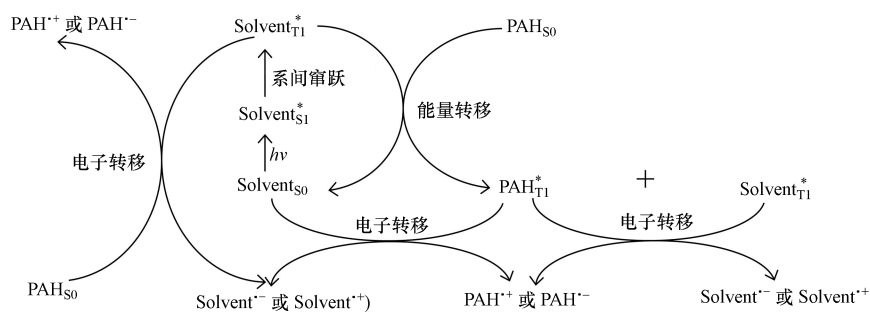 PAH•+ 或 PAH•−
Solvent*T1
PAHS0
系间窜跃
Solvent*S1
能量转移
电子转移
hν
SolventS0
PAH*T1
+
Solvent*T1
电子转移
电子转移
PAHS0
Solvent•− 或 Solvent•+)
PAH•+ 或 PAH•−
Solvent•− 或 Solvent•+